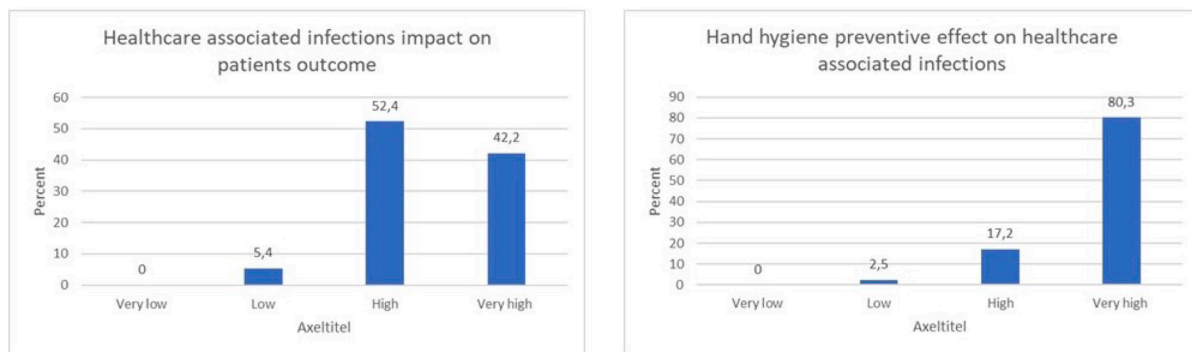 Healthcare associated infections impact on
patients outcome
60
50
40
30
20
10
0
Percent
0
5,4
52,4
42,2
Very low
Low
High
Very high
Axeltitel
Hand hygiene preventive effect on healthcare
associated infections
90
80
70
60
50
40
30
20
10
0
Percent
0
2,5
17,2
80,3
Very low
Low
High
Very high
Axeltitel